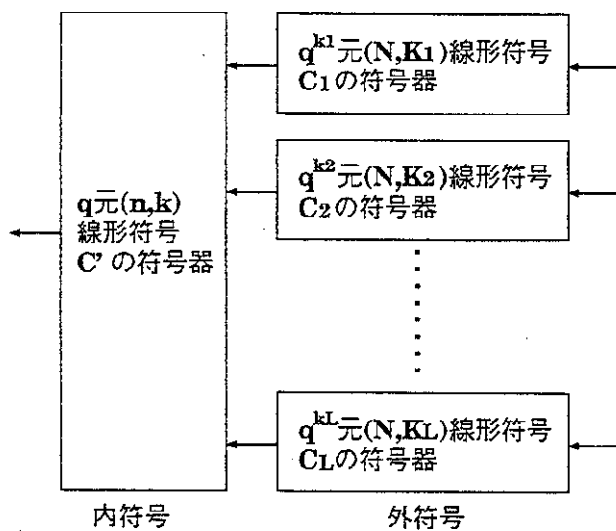 q^k1元(N,K1)線形符号
C1の符号器
q^k2元(N,K2)線形符号
C2の符号器
q元(n,k)
線形符号
C' の符号器
q^kL元(N,KL)線形符号
CLの符号器
内符号
外符号